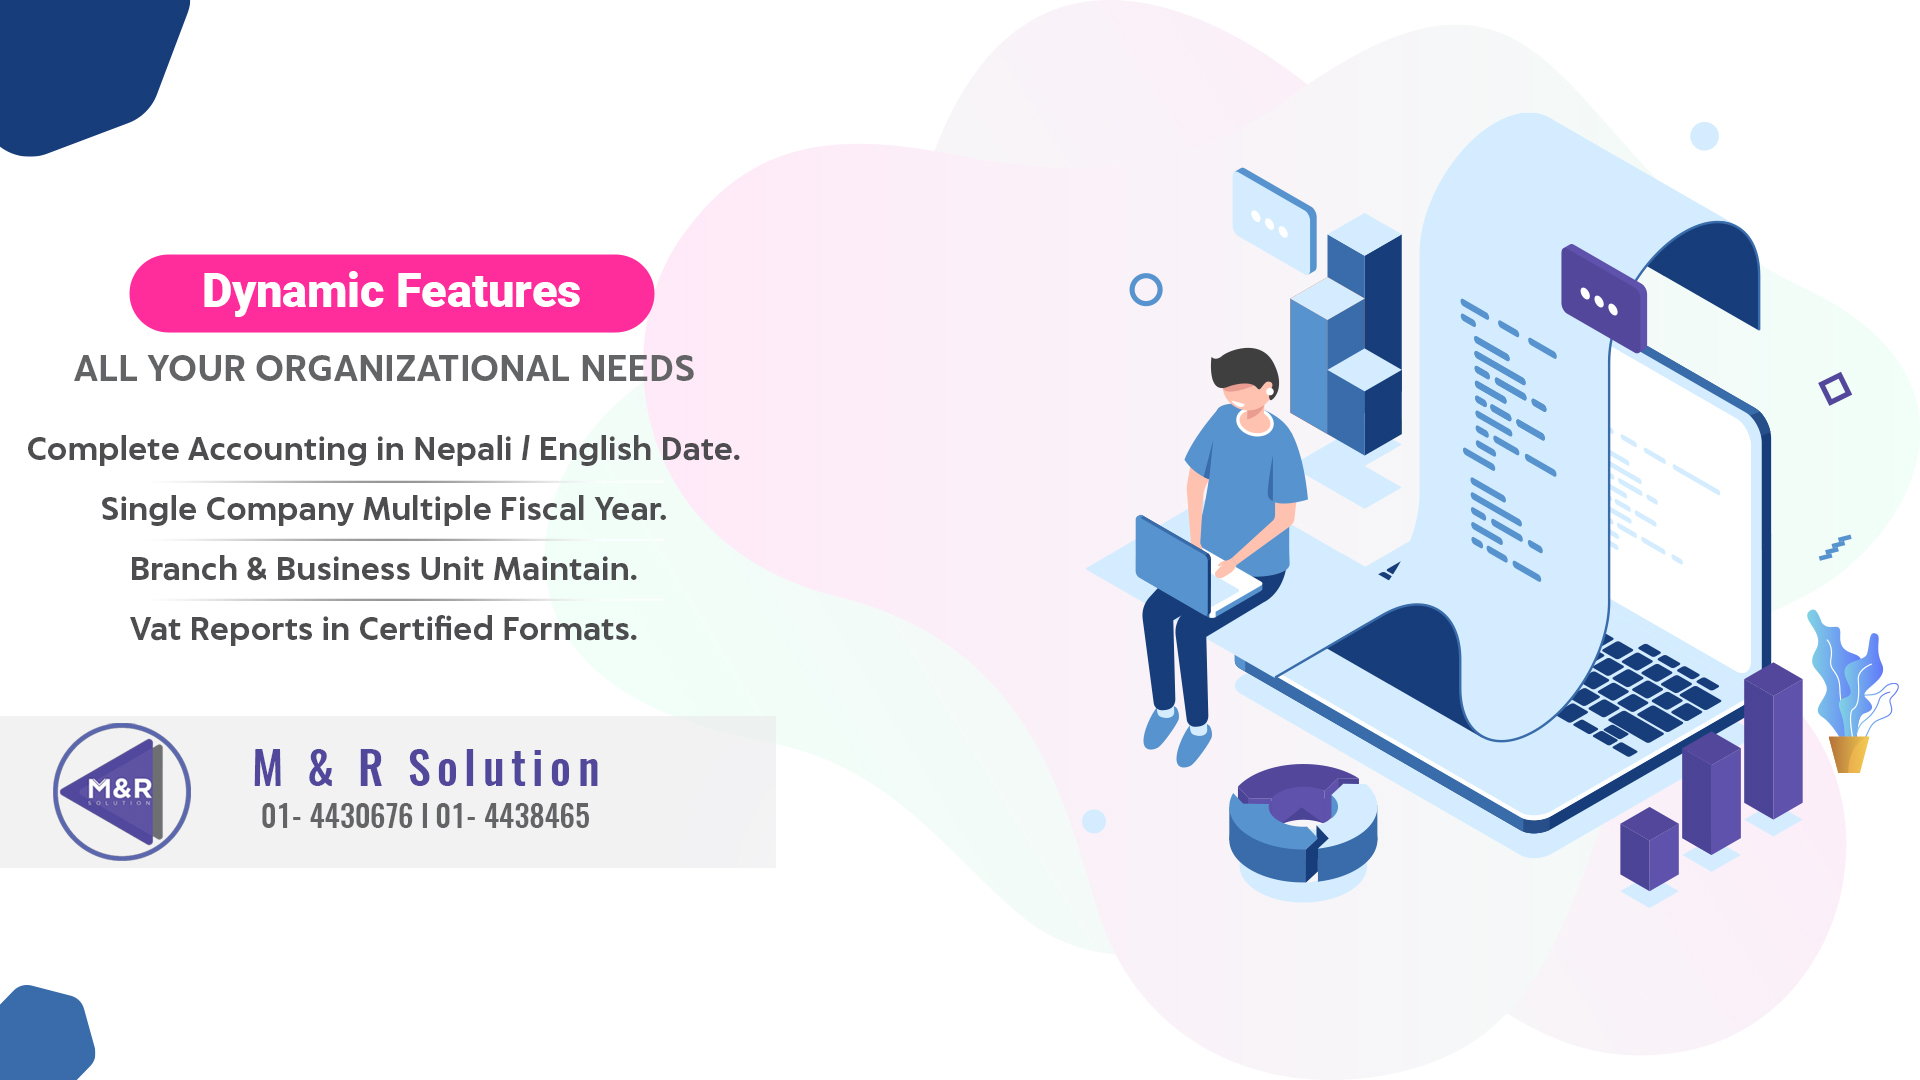 Dynamic Features
ALL YOUR ORGANIZATIONAL NEEDS
Complete Accounting in Nepali / English Date.
Single Company Multiple Fiscal Year.
Branch & Business Unit Maintain.
Vat Reports in Certified Formats.
M&R
SOLUTION
M & R Solution
01- 4430676 I 01- 4438465